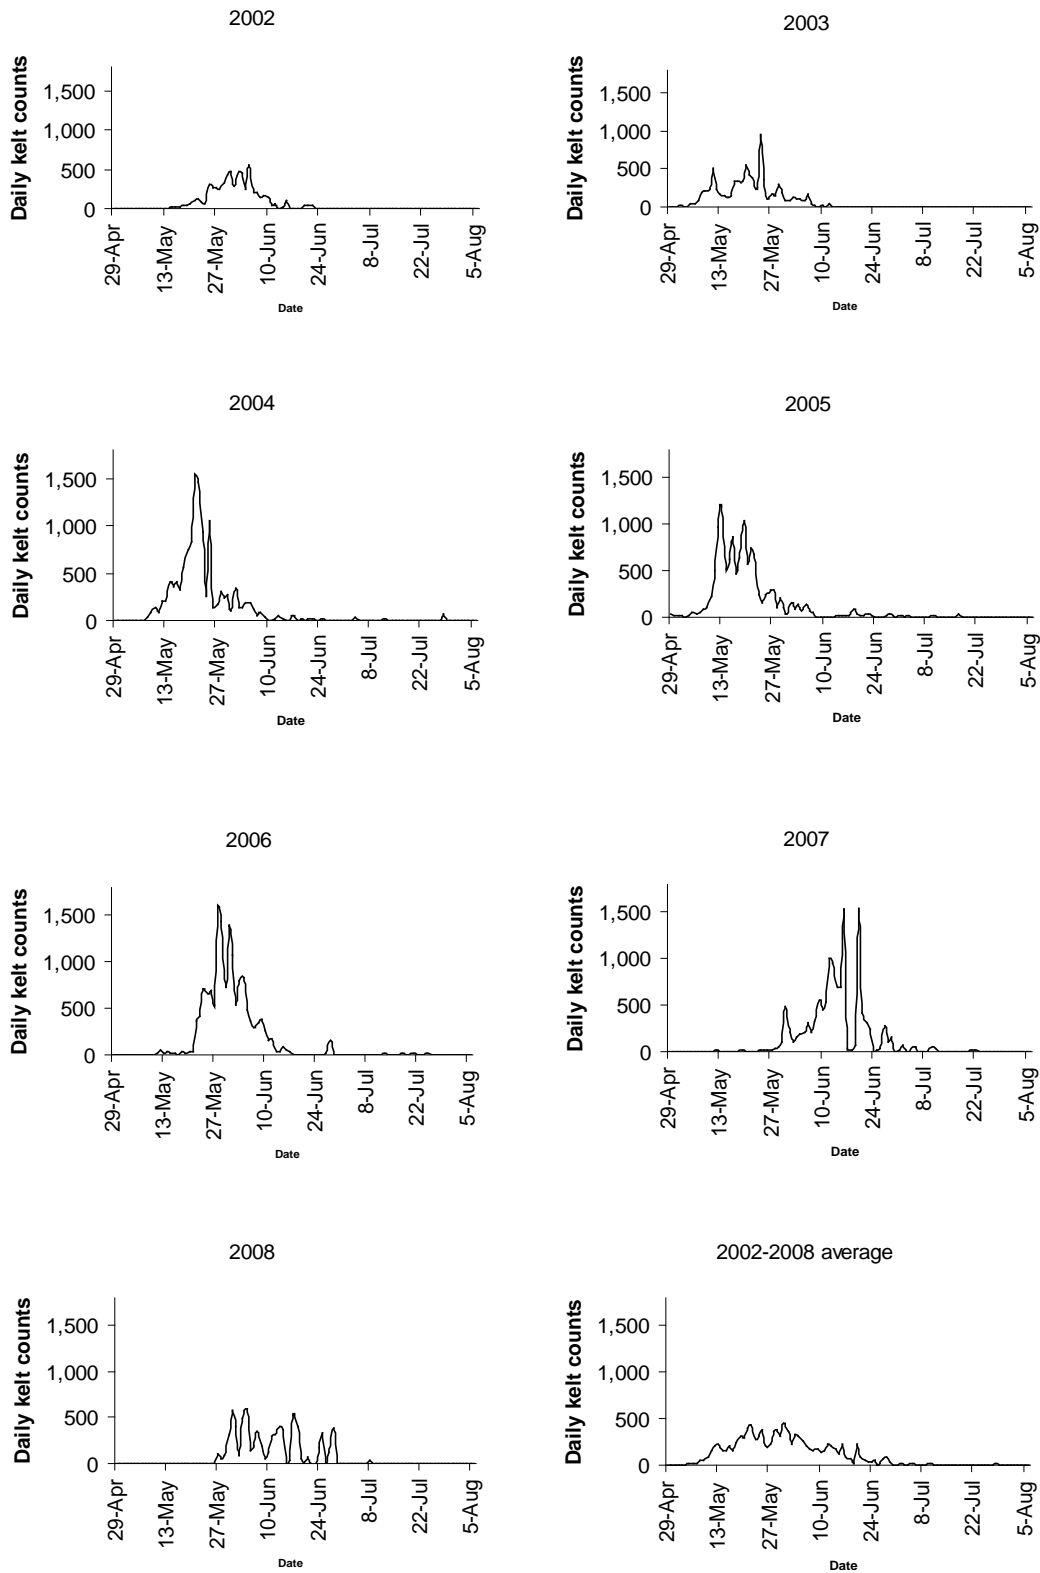 2002
Daily kelt counts
1,500
1,000
500
0
29-Apr
13-May
27-May
10-Jun
24-Jun
8-Jul
22-Jul
5-Aug
Date
2003
Daily kelt counts
1,500
1,000
500
0
29-Apr
13-May
27-May
10-Jun
24-Jun
8-Jul
22-Jul
5-Aug
Date
2004
Daily kelt counts
1,500
1,000
500
0
29-Apr
13-May
27-May
10-Jun
24-Jun
8-Jul
22-Jul
5-Aug
Date
2005
Daily kelt counts
1,500
1,000
500
0
29-Apr
13-May
27-May
10-Jun
24-Jun
8-Jul
22-Jul
5-Aug
Date
2006
Daily kelt counts
1,500
1,000
500
0
29-Apr
13-May
27-May
10-Jun
24-Jun
8-Jul
22-Jul
5-Aug
Date
2007
Daily kelt counts
1,500
1,000
500
0
29-Apr
13-May
27-May
10-Jun
24-Jun
8-Jul
22-Jul
5-Aug
Date
2008
Daily kelt counts
1,500
1,000
500
0
29-Apr
13-May
27-May
10-Jun
24-Jun
8-Jul
22-Jul
5-Aug
Date
2002-2008 average
Daily kelt counts
1,500
1,000
500
0
29-Apr
13-May
27-May
10-Jun
24-Jun
8-Jul
22-Jul
5-Aug
Date